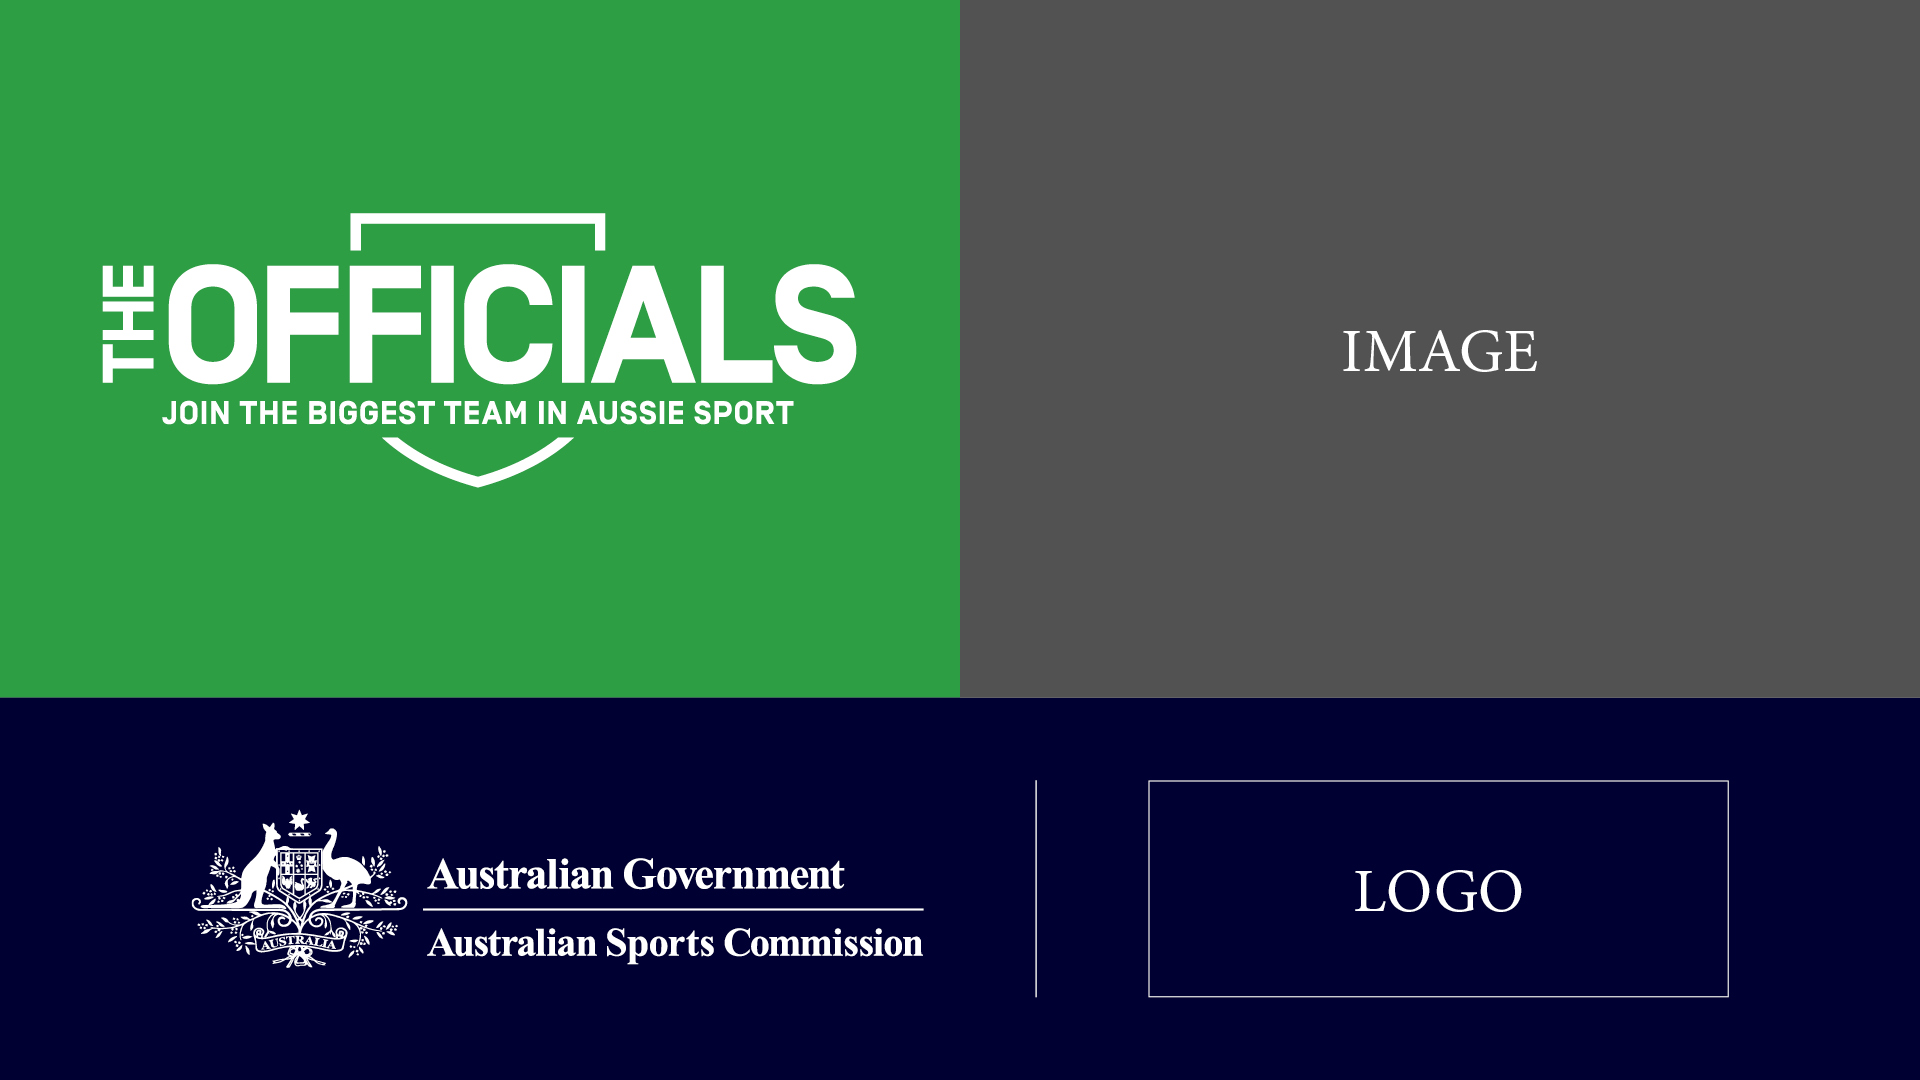 THE OFFICIALS
JOIN THE BIGGEST TEAM IN AUSSIE SPORT
IMAGE
AUSTRALIA
Australian Government
Australian Sports Commission
LOGO